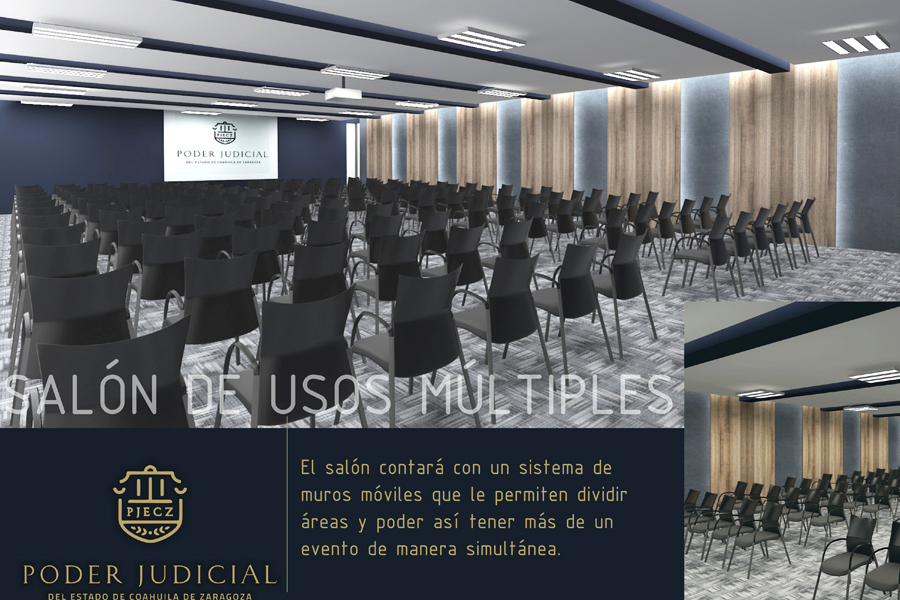 PJECZ
PODER JUDICIAL
DEL ESTADO DE COAHUILA DE ZARAGOZA
SALÓN DE USOS MÚLTIPLES
PJECZ
PODER JUDICIAL
DEL ESTADO DE COAHUILA DE ZARAGOZA
El salón contará con un sistema de
muros móviles que le permiten dividir
áreas y poder así tener más de un
evento de manera simultánea.